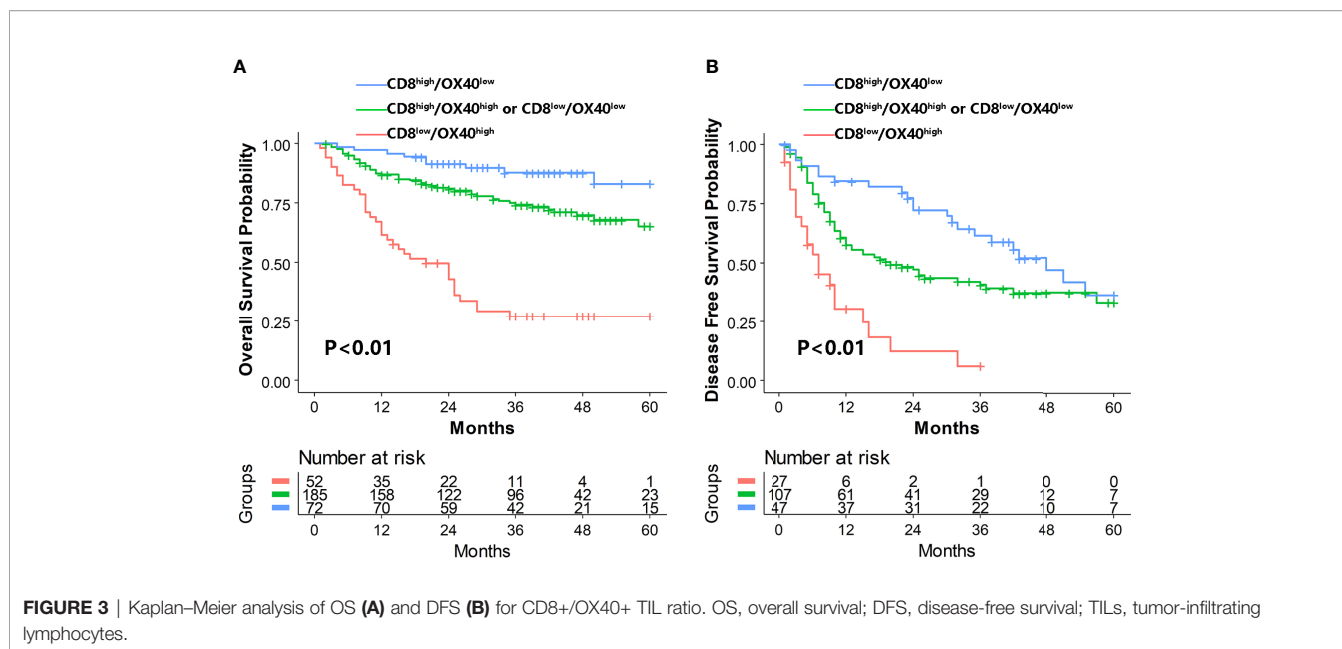 A
CD8high/OX40low
CD8high/OX40high or CD8low/OX40low
CD8low/OX40high
Overall Survival Probability
1.00
0.75
0.50
0.25
0.00
P<0.01
0 12 24 36 48 60
Months
Number at risk
Groups
52 35 22 11 4 1
185 158 122 96 42 23
72 70 59 42 21 15
0 12 24 36 48 60
Months
B
CD8high/OX40low
CD8high/OX40high or CD8low/OX40low
CD8low/OX40high
Disease Free Survival Probability
1.00
0.75
0.50
0.25
0.00
P<0.01
0 12 24 36 48 60
Months
Number at risk
Groups
27 6 2 1 0 0
107 61 41 29 12 7
47 37 31 22 10 7
0 12 24 36 48 60
Months
FIGURE 3 | Kaplan–Meier analysis of OS (A) and DFS (B) for CD8+/OX40+ TIL ratio. OS, overall survival; DFS, disease-free survival; TILs, tumor-infiltrating
lymphocytes.